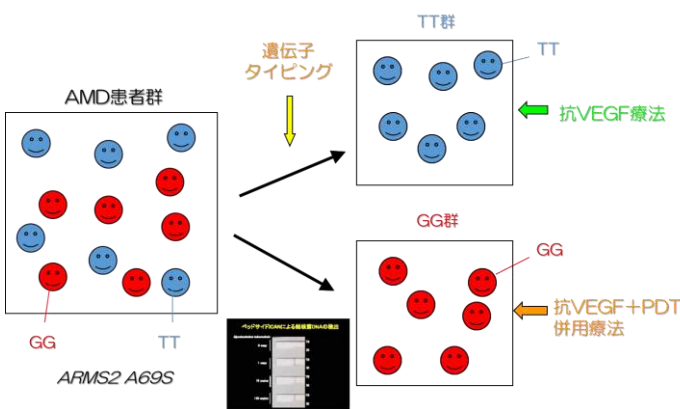 TT群
遺伝子
タイピング
TT
AMD患者群
抗VEGF療法
GG群
GG
抗VEGF+PDT
併用療法
GG
TT
ARMS2 A69S